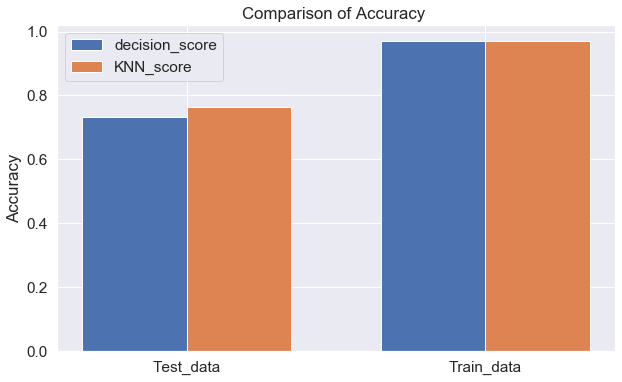 Comparison of Accuracy
decision_score
KNN_score
Accuracy
1.0
0.8
0.6
0.4
0.2
0.0
Test_data
Train_data